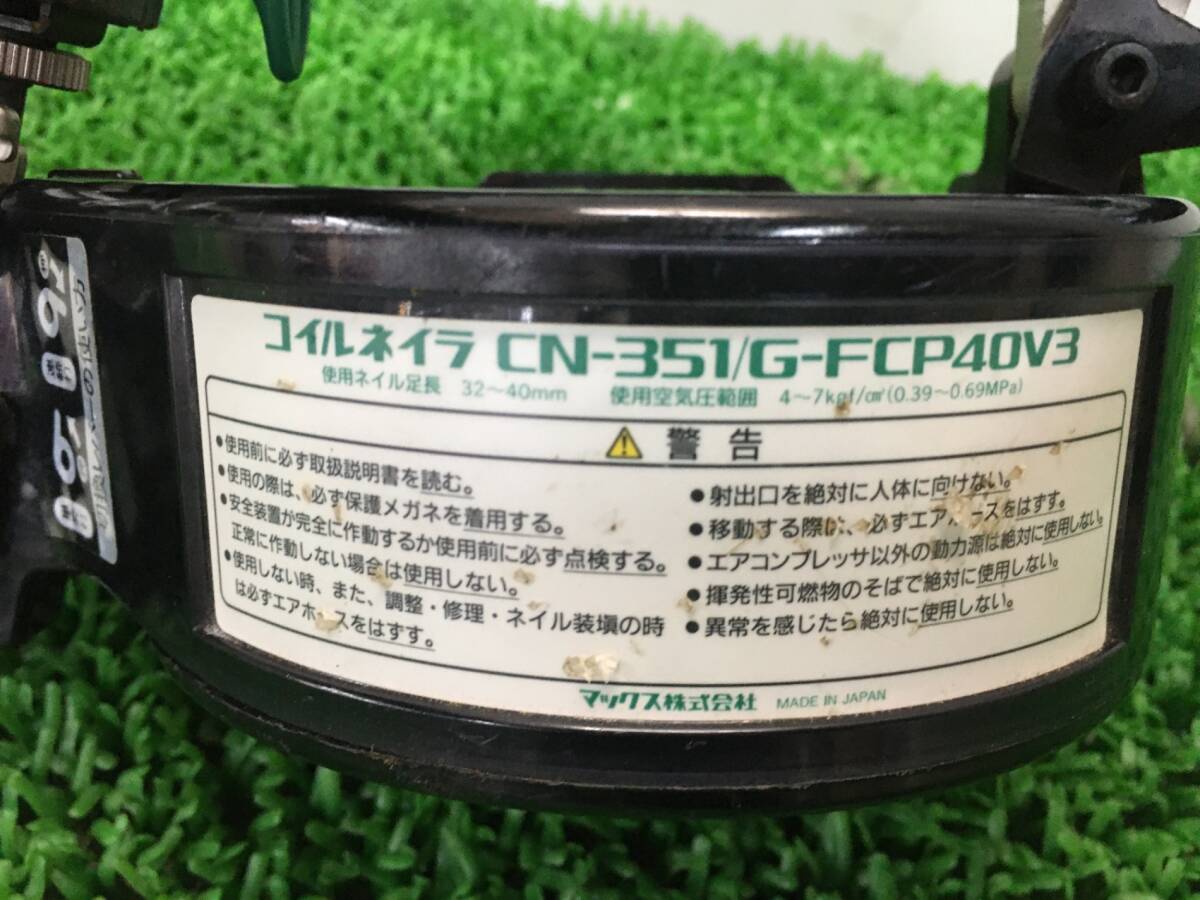 コイルネイラ CN-351/G-FCP40V3
使用ネイル足長 32～40mm 使用空気圧範囲 4～7kgf/c㎡(0.39～0.69MPa)
警告
●使用前に必ず取扱説明書を読む。
●使用の際は、必ず保護メガネを着用する。
●安全装置が完全に作動するか使用前に必ず点検する。
正常に作動しない場合は使用しない。
●使用しない時、また、調整・修理・ネイル装塡の時
は必ずエアホースをはずす。
●射出口を絶対に人体に向けない。
●移動する際は、必ずエアホースをはずす。
●エアコンプレッサ以外の動力源は絶対に使用しない。
●揮発性可燃物のそばで絶対に使用しない。
●異常を感じたら絶対に使用しない。
マックス株式会社 MADE IN JAPAN